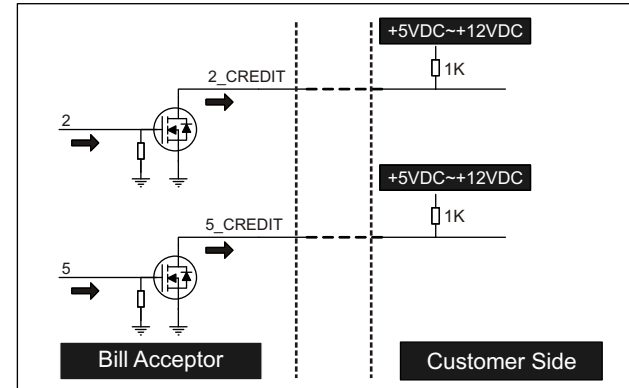 +5VDC~+12VDC
2_CREDIT
1K
2
+5VDC~+12VDC
5_CREDIT
1K
5
Bill Acceptor
Customer Side